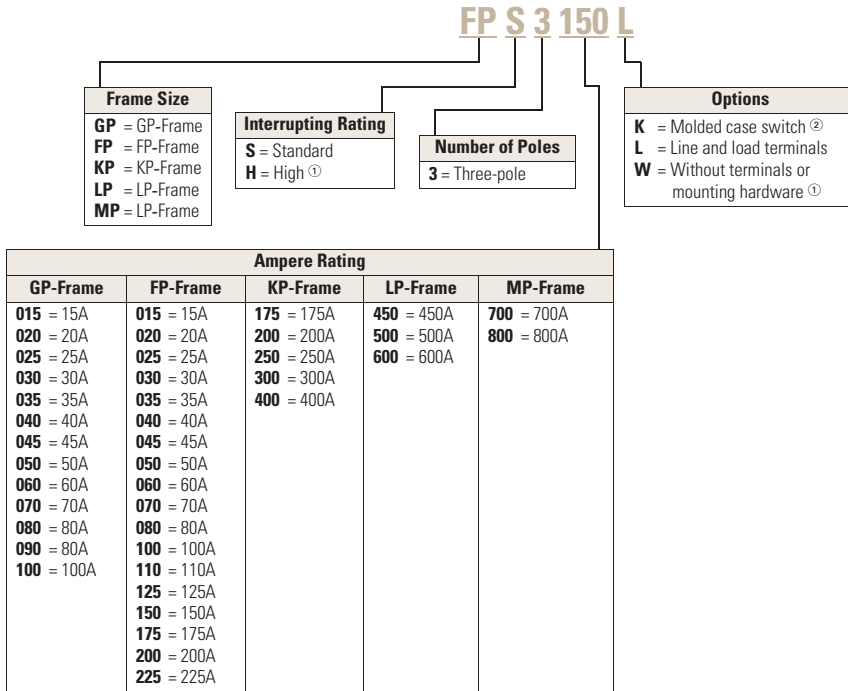 FP S 3 150 L
Frame Size
GP = GP-Frame
FP = FP-Frame
KP = KP-Frame
LP = LP-Frame
MP = LP-Frame
Interrupting Rating
S = Standard
H = High ①
Number of Poles
3 = Three-pole
Options
K = Molded case switch ②
L = Line and load terminals
W = Without terminals or
mounting hardware ①
Ampere Rating
GP-Frame
015 = 15A
020 = 20A
025 = 25A
030 = 30A
035 = 35A
040 = 40A
045 = 45A
050 = 50A
060 = 60A
070 = 70A
080 = 80A
090 = 80A
100 = 100A
FP-Frame
015 = 15A
020 = 20A
025 = 25A
030 = 30A
035 = 35A
040 = 40A
045 = 45A
050 = 50A
060 = 60A
070 = 70A
080 = 80A
100 = 100A
110 = 110A
125 = 125A
150 = 150A
175 = 175A
200 = 200A
225 = 225A
KP-Frame
175 = 175A
200 = 200A
250 = 250A
300 = 300A
400 = 400A
LP-Frame
450 = 450A
500 = 500A
600 = 600A
MP-Frame
700 = 700A
800 = 800A